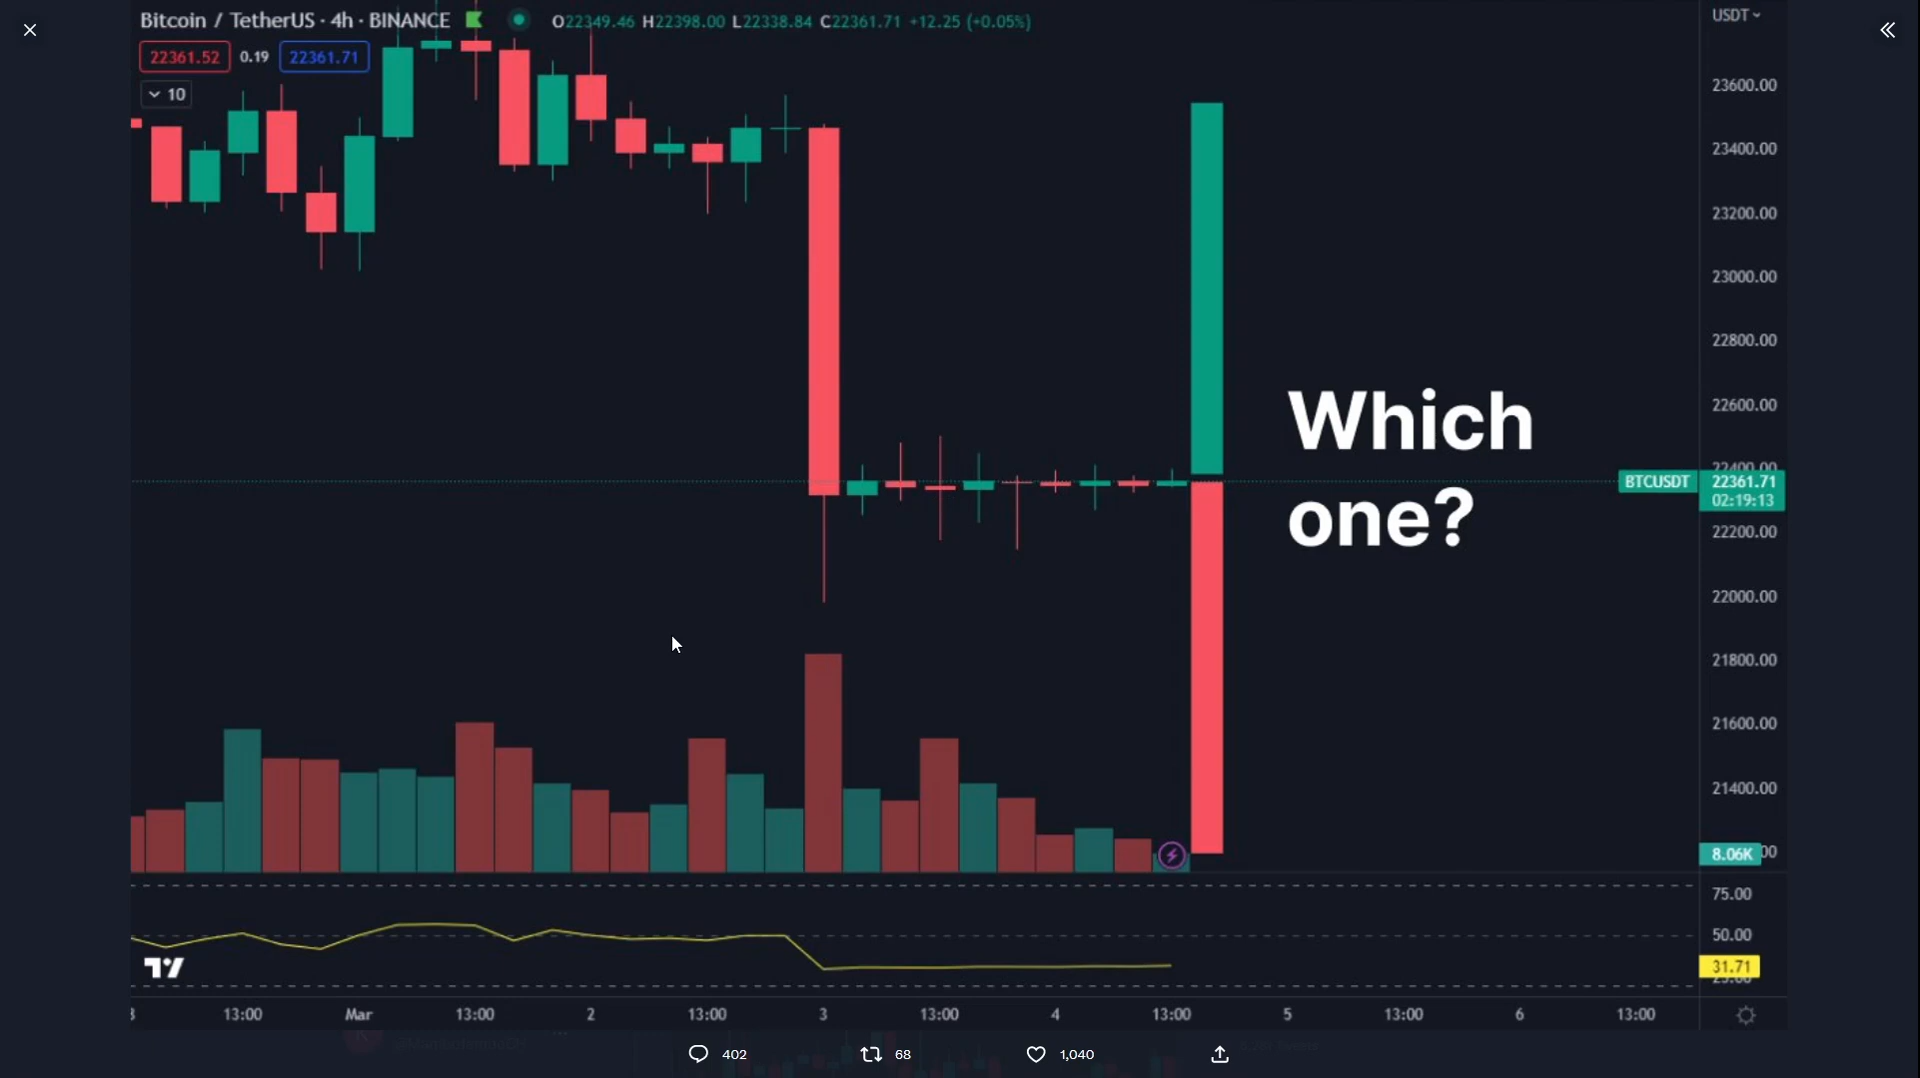 Bitcoin / TetherUS · 4h · BINANCE O22349.46 H22398.00 L22338.84 C22361.71 +12.25 (+0.05%)
USDT
22361.52 0.19 22361.71
10
23600.00
23400.00
23200.00
23000.00
22800.00
22600.00
22400.00
Which
one?
BTCUSDT 22361.71
02:19:13
22200.00
22000.00
21800.00
21600.00
21400.00
8.06K
75.00
50.00
31.71
13:00 Mar 13:00 2 13:00 3 13:00 4 13:00 5 13:00 6 13:00
402 68 1,040